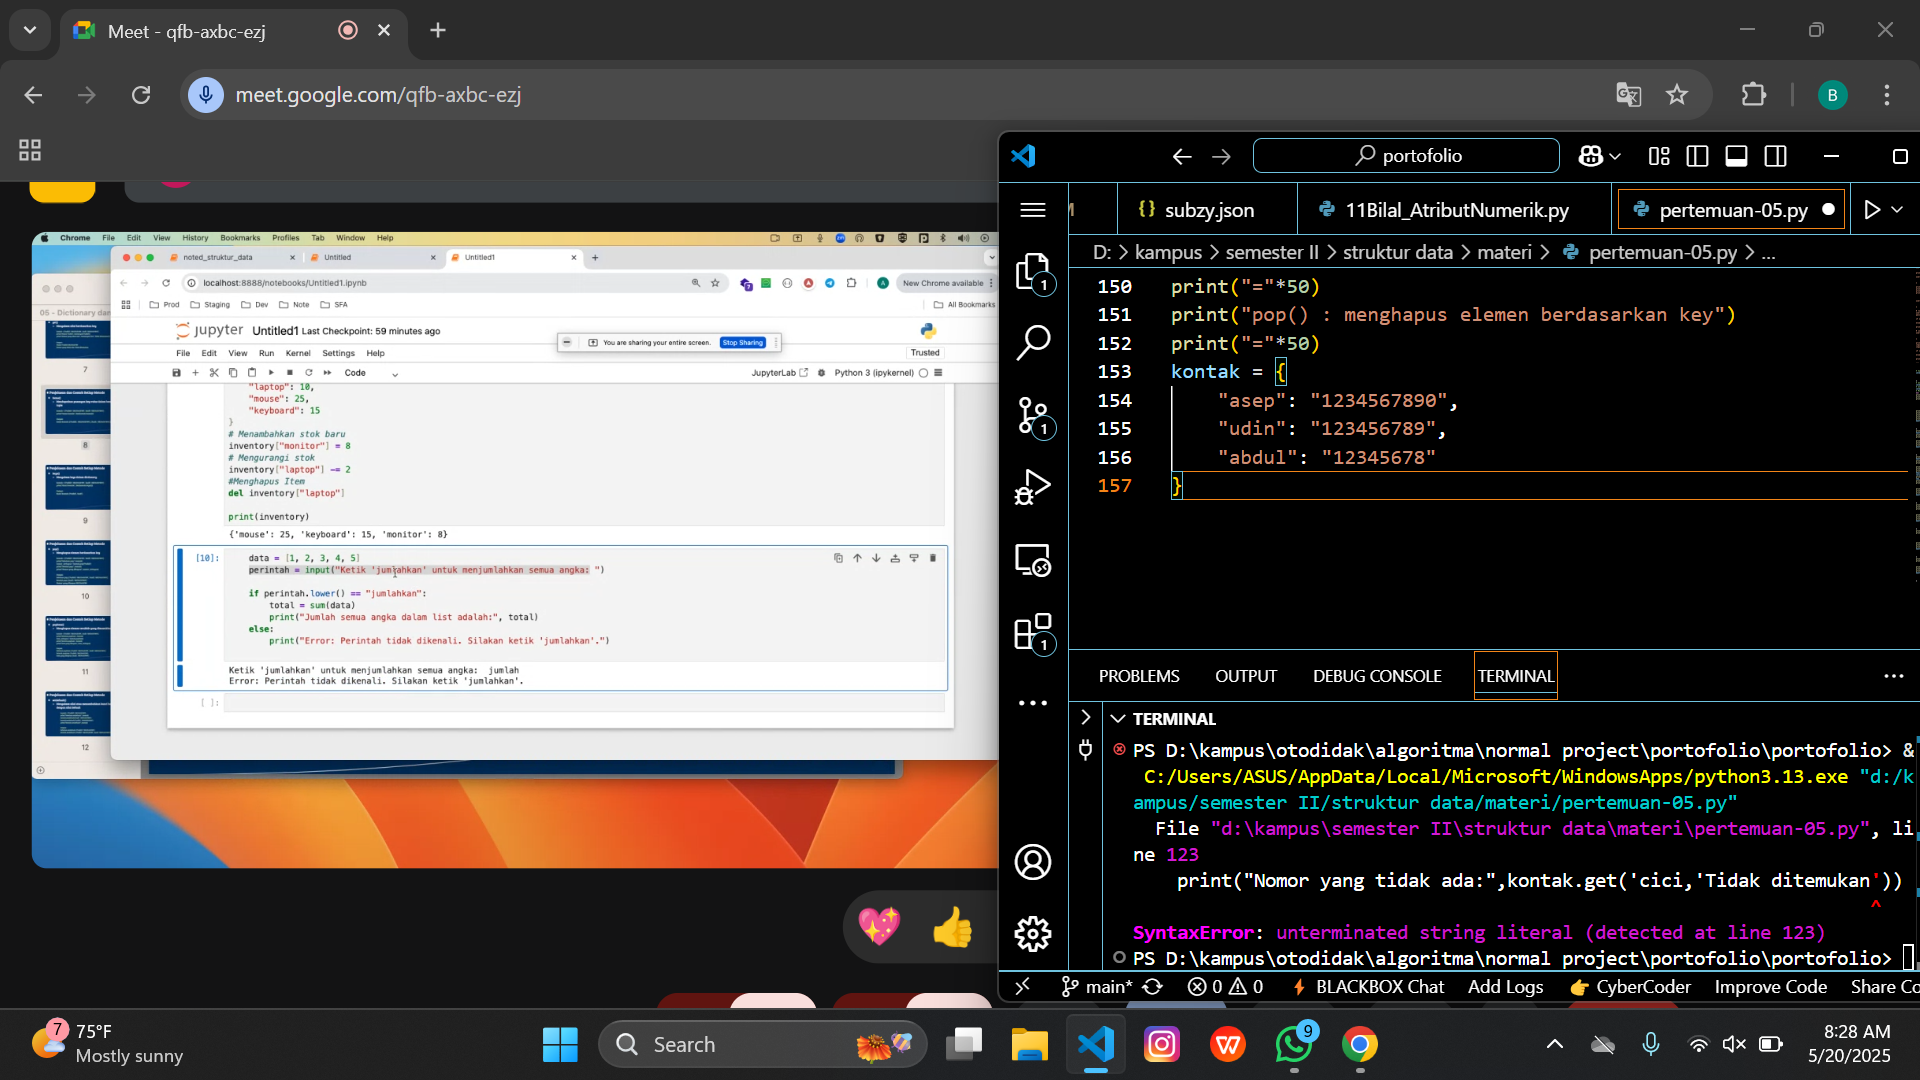 Meet - qfb-axbc-ezj
meet.google.com/qfb-axbc-ezj
B
Chrome File Edit View History Bookmarks Profiles Tab Window Help
noted_struktur_data
Untitled
Untitled1
localhost:8888/notebooks/Untitled1.ipynb
New Chrome available
Prod Staging Dev Note SFA
All Bookmarks
jupyter Untitled1 Last Checkpoint: 59 minutes ago
You are sharing your entire screen. Stop Sharing
File Edit View Run Kernel Settings Help
Trusted
Code
JupyterLab Python 3 (ipykernel)
"laptop": 10,
"mouse": 25,
"keyboard": 15
}
# Menambahkan stok baru
inventory["monitor"] = 8
# Mengurangi stok
inventory["laptop"] -= 2
#Menghapus Item
del inventory["laptop"]
print(inventory)
{'mouse': 25, 'keyboard': 15, 'monitor': 8}
[10]:
data = [1, 2, 3, 4, 5]
perintah = input("Ketik 'jumlahkan' untuk menjumlahkan semua angka: ")
if perintah.lower() == "jumlahkan":
total = sum(data)
print("Jumlah semua angka dalam list adalah:", total)
else:
print("Error: Perintah tidak dikenali. Silakan ketik 'jumlahkan'.")
Ketik 'jumlahkan' untuk menjumlahkan semua angka: jumlah
Error: Perintah tidak dikenali. Silakan ketik 'jumlahkan'.
[ ]:
7
8
9
10
11
12
portofolio
subzy.json
11Bilal_AtributNumerik.py
pertemuan-05.py
D: > kampus > semester II > struktur data > materi > pertemuan-05.py > ...
150 print("="*50)
151 print("pop() : menghapus elemen berdasarkan key")
152 print("="*50)
153 kontak = {
154 "asep": "1234567890",
155 "udin": "123456789",
156 "abdul": "12345678"
157 }
1
1
1
PROBLEMS OUTPUT DEBUG CONSOLE TERMINAL
TERMINAL
PS D:\kampus\otodidak\algoritma\normal project\portofolio\portofolio> &
C:/Users/ASUS/AppData/Local/Microsoft/WindowsApps/python3.13.exe "d:/k
ampus/semester II/struktur data/materi/pertemuan-05.py"
File "d:\kampus\semester II\struktur data\materi\pertemuan-05.py", li
ne 123
print("Nomor yang tidak ada:",kontak.get('cici,'Tidak ditemukan'))
^
SyntaxError: unterminated string literal (detected at line 123)
PS D:\kampus\otodidak\algoritma\normal project\portofolio\portofolio>
main* 0 0 BLACKBOX Chat Add Logs CyberCoder Improve Code Share Co
7
75°F
Mostly sunny
Search
9
8:28 AM
5/20/2025